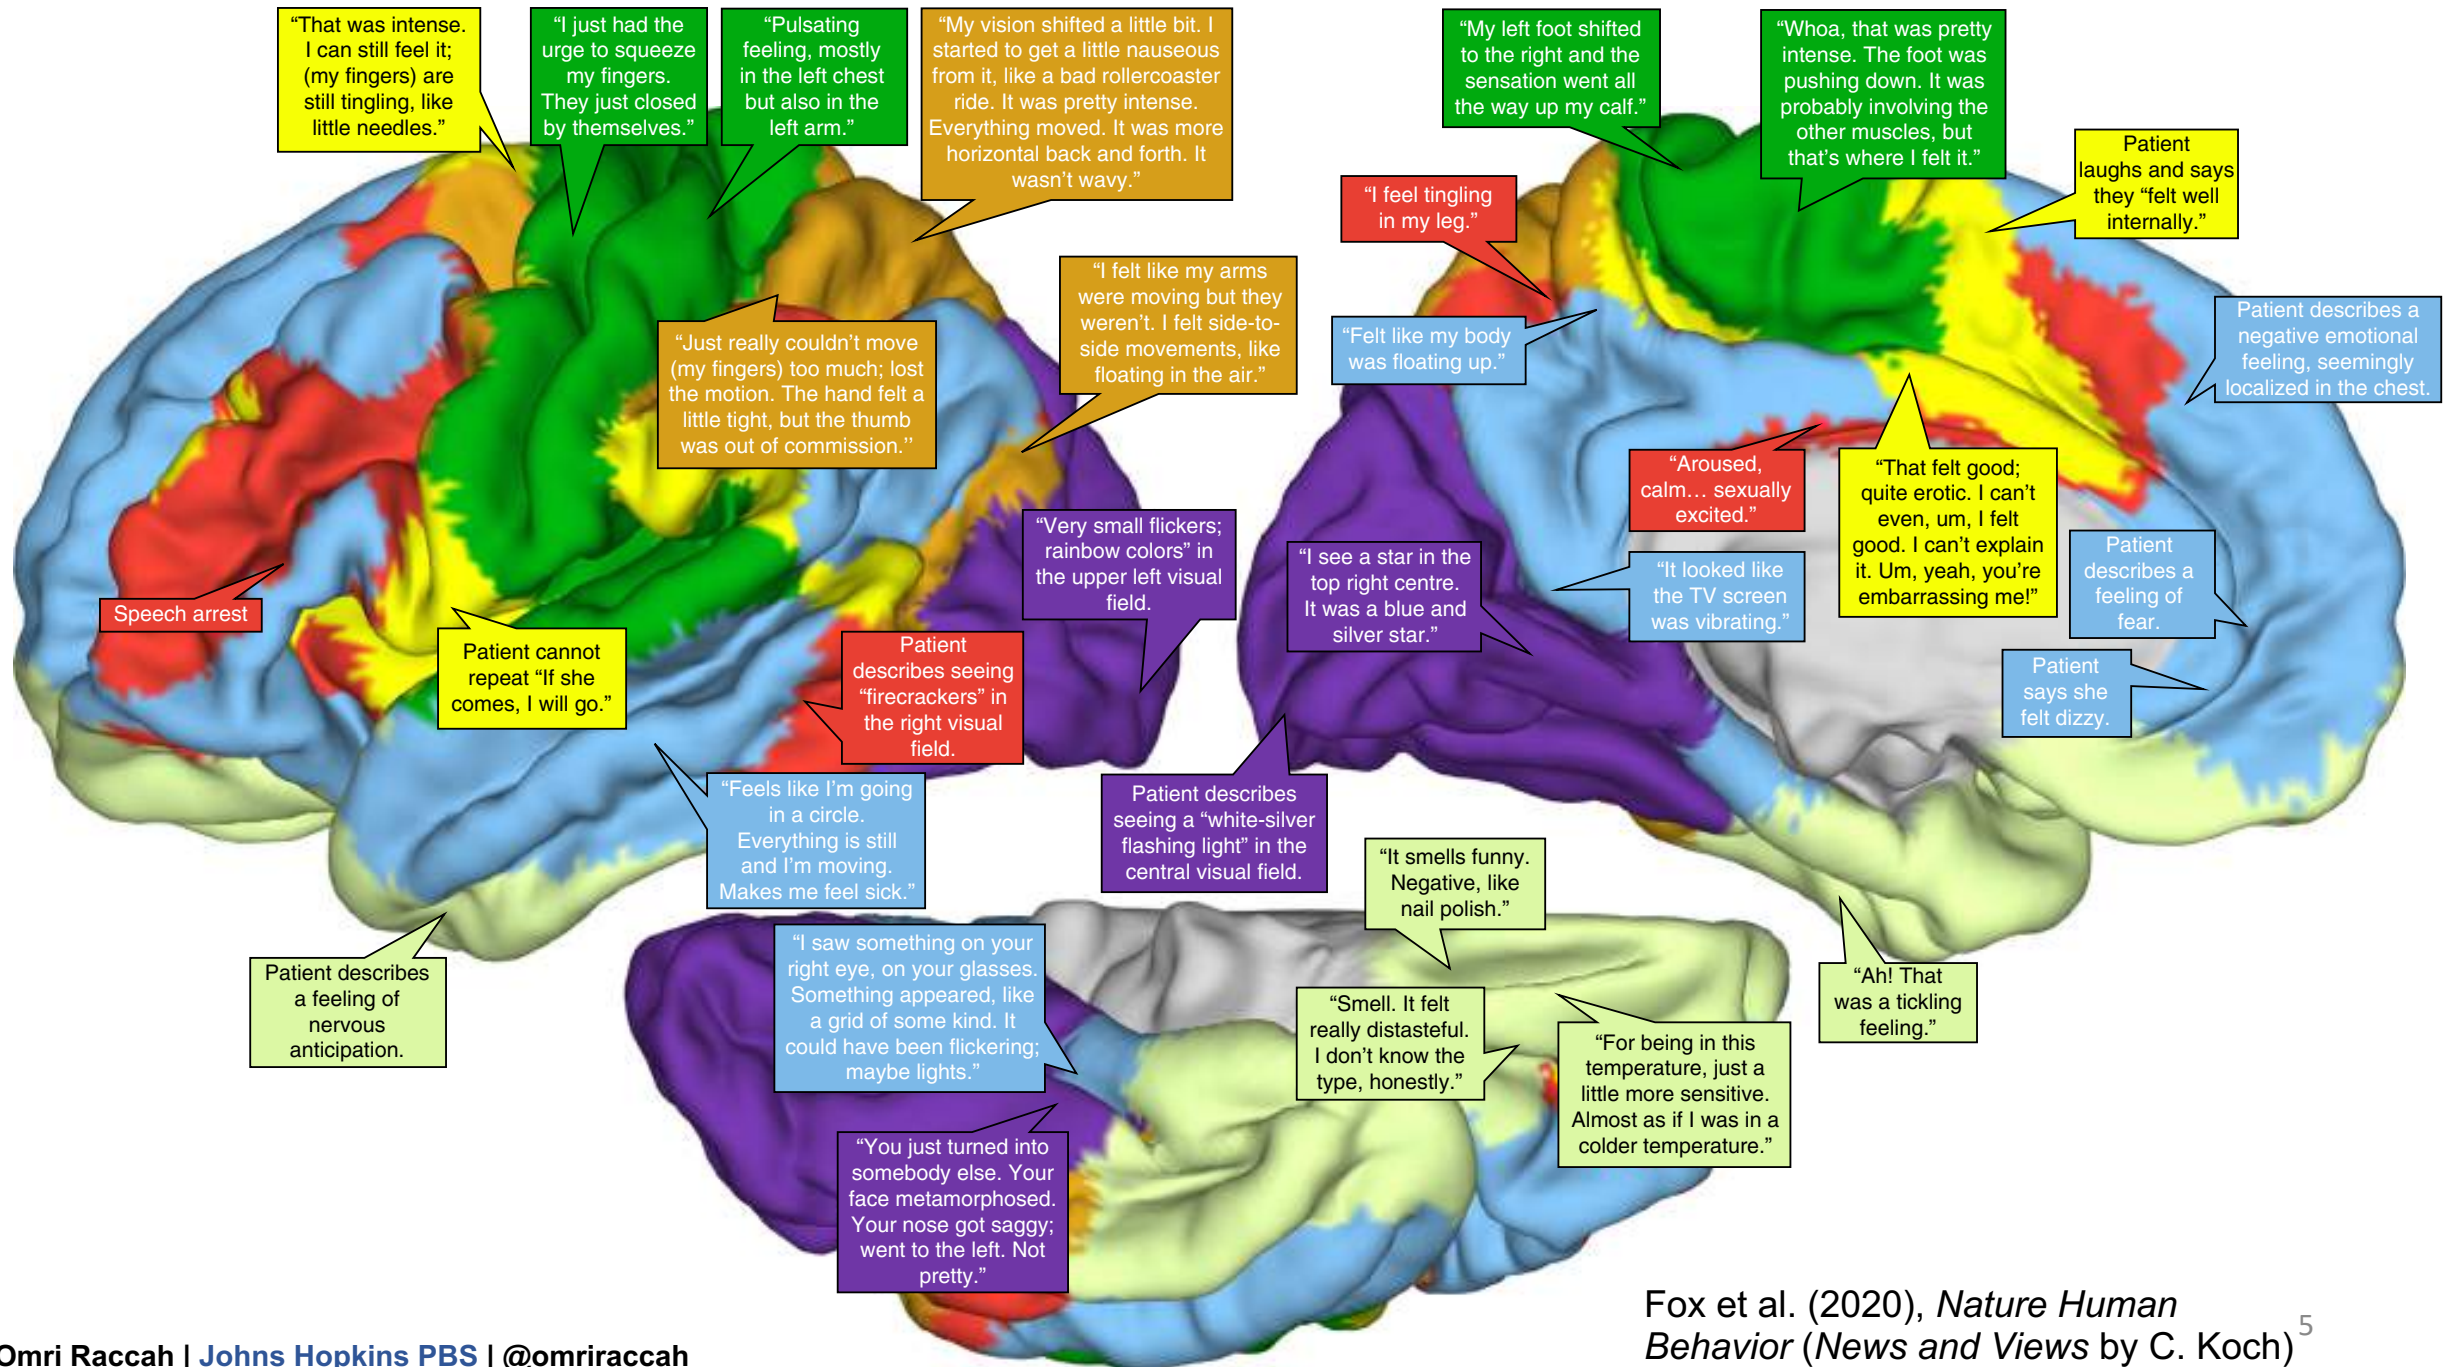 “That was intense.
I can still feel it;
(my fingers) are
still tingling, like
little needles.”
“I just had the
urge to squeeze
my fingers.
They just closed
by themselves.”
“Pulsating
feeling, mostly
in the left chest
but also in the
left arm.”
“My vision shifted a little bit. I
started to get a little nauseous
from it, like a bad rollercoaster
ride. It was pretty intense.
Everything moved. It was more
horizontal back and forth. It
wasn’t wavy.”
“My left foot shifted
to the right and the
sensation went all
the way up my calf.”
“Whoa, that was pretty
intense. The foot was
pushing down. It was
probably involving the
other muscles, but
that’s where I felt it.”
Patient
laughs and says
they “felt well
internally.”
“I feel tingling
in my leg.”
“I felt like my arms
were moving but they
weren’t. I felt side-to-
side movements, like
floating in the air.”
“Just really couldn’t move
(my fingers) too much; lost
the motion. The hand felt a
little tight, but the thumb
was out of commission.’’
“Felt like my body
was floating up.”
Patient describes a
negative emotional
feeling, seemingly
localized in the chest.
“Aroused,
calm… sexually
excited.”
“That felt good;
quite erotic. I can’t
even, um, I felt
good. I can’t explain
it. Um, yeah, you’re
embarrassing me!”
“Very small flickers;
rainbow colors” in
the upper left visual
field.
“I see a star in the
top right centre.
It was a blue and
silver star.”
“It looked like
the TV screen
was vibrating.”
Patient
describes a
feeling of
fear.
Speech arrest
Patient cannot
repeat “If she
comes, I will go.”
Patient
describes seeing
“firecrackers” in
the right visual
field.
Patient
says she
felt dizzy.
“Feels like I’m going
in a circle.
Everything is still
and I’m moving.
Makes me feel sick.”
Patient describes
seeing a “white-silver
flashing light” in the
central visual field.
“It smells funny.
Negative, like
nail polish.”
Patient describes
a feeling of
nervous
anticipation.
“I saw something on your
right eye, on your glasses.
Something appeared, like
a grid of some kind. It
could have been flickering;
maybe lights.”
“Smell. It felt
really distasteful.
I don’t know the
type, honestly.”
“For being in this
temperature, just a
little more sensitive.
Almost as if I was in a
colder temperature.”
“Ah! That
was a tickling
feeling.”
“You just turned into
somebody else. Your
face metamorphosed.
Your nose got saggy;
went to the left. Not
pretty.”
Fox et al. (2020), Nature Human
Behavior (News and Views by C. Koch)
5
Omri Raccah | Johns Hopkins PBS | @omriraccah